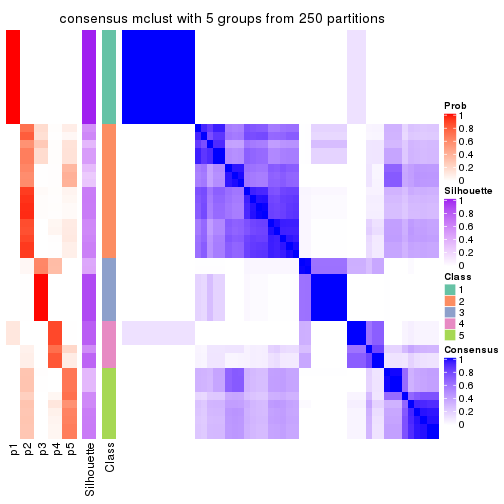 consensus mclust with 5 groups from 250 partitions
Prob
1
0.8
0.6
0.4
0.2
0
Silhouette
1
0.8
0.6
0.4
0.2
0
Class
1
2
3
4
5
Consensus
1
0.8
0.6
0.4
0.2
0
p1
p2
p3
p4
p5
Silhouette
Class